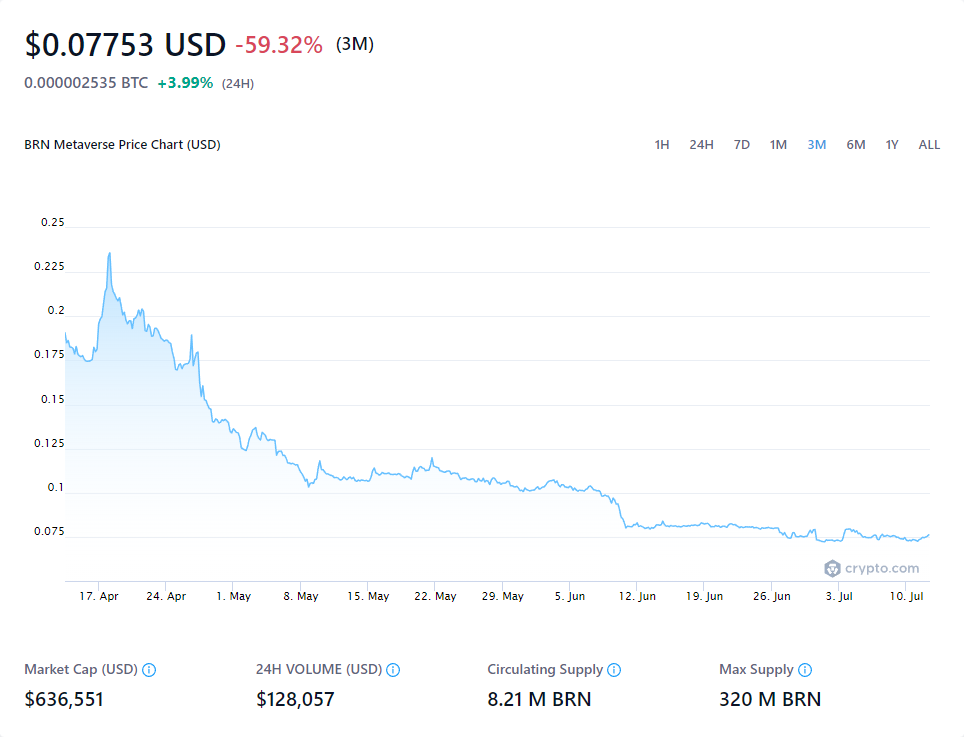 $0.07753 USD -59.32% (3M)
0.000002535 BTC +3.99% (24H)
BRN Metaverse Price Chart (USD) 1H 24H 7D 1M 3M 6M 1Y ALL
0.25
0.225
0.2
0.175
0.15
0.125
0.1
0.075
crypto.com
17. Apr 24. Apr 1. May 8. May 15. May 22. May 29. May 5. Jun 12. Jun 19. Jun 26. Jun 3. Jul 10. Jul
Market Cap (USD) 24H VOLUME (USD) Circulating Supply Max Supply
$636,551 $128,057 8.21 M BRN 320 M BRN